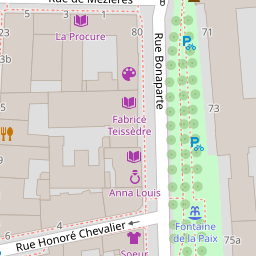 Rue de Mézières
8
La Procure
80
71
23
3b
Rue Bonaparte
73
Fabrice
Teissèdre
Anna Louis
Rue Honoré Chevalier
Fontaine
de la Paix
75a
Soeur